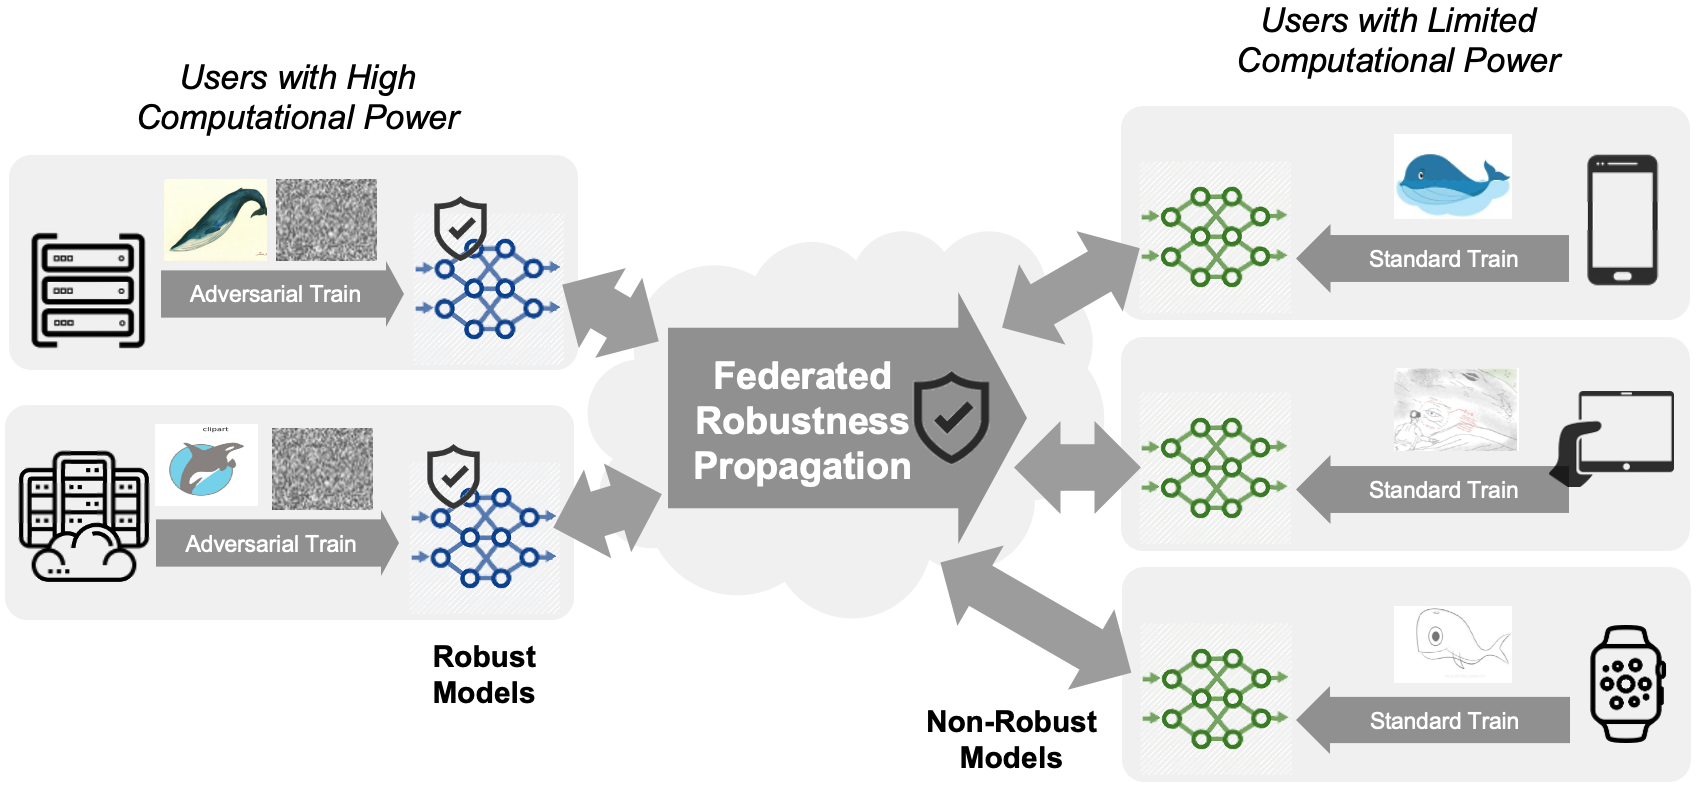 Users with High
Computational Power
Users with Limited
Computational Power
Adversarial Train
clipart
Adversarial Train
Robust
Models
Federated
Robustness
Propagation
Standard Train
Standard Train
Standard Train
Non-Robust
Models